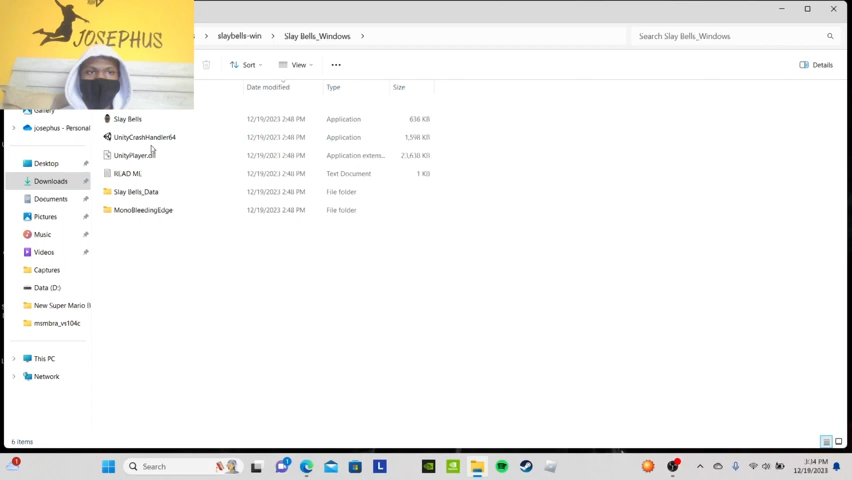 JOSEPHUS
slaybells-win > Slay Bells_Windows >
Search Slay Bells_Windows
Sort
View
Details
Date modified
Type
Size
Gallery
josephus - Personal
Desktop
Downloads
Documents
Pictures
Music
Videos
Captures
Data (D:)
New Super Mario
msmbra_vs104c
This PC
Network
Slay Bells 12/19/2023 2:48 PM Application 636 KB
UnityCrashHandler64 12/19/2023 2:48 PM Application 1,598 KB
UnityPlayer.dll 12/19/2023 2:48 PM Application extens...
READ ME 12/19/2023 2:48 PM Text Document 1 KB
Slay Bells_Data 12/19/2023 2:48 PM File folder
MonoBleedingEdge 12/19/2023 2:48 PM File folder
6 items
Search
3:34 PM
12/19/2023